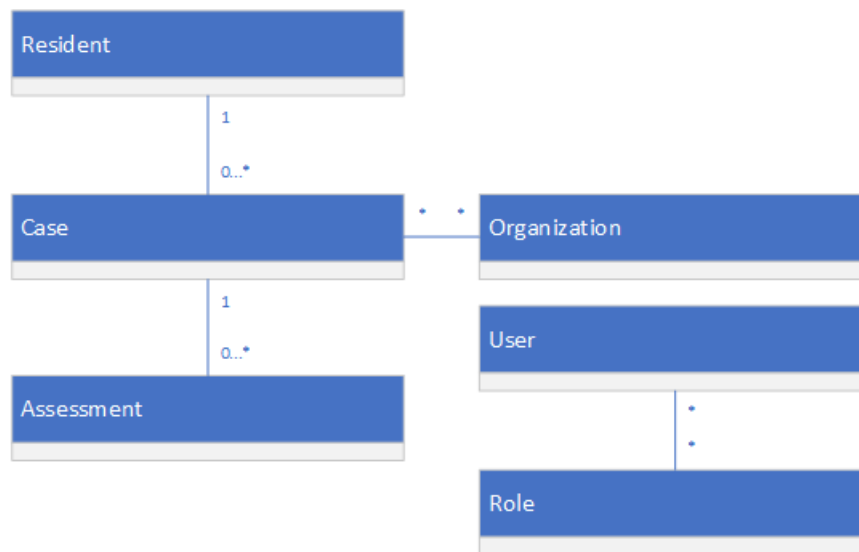 Resident
1
0...*
Case
* *
Organization
1
0...*
User
Assessment
*
*
Role